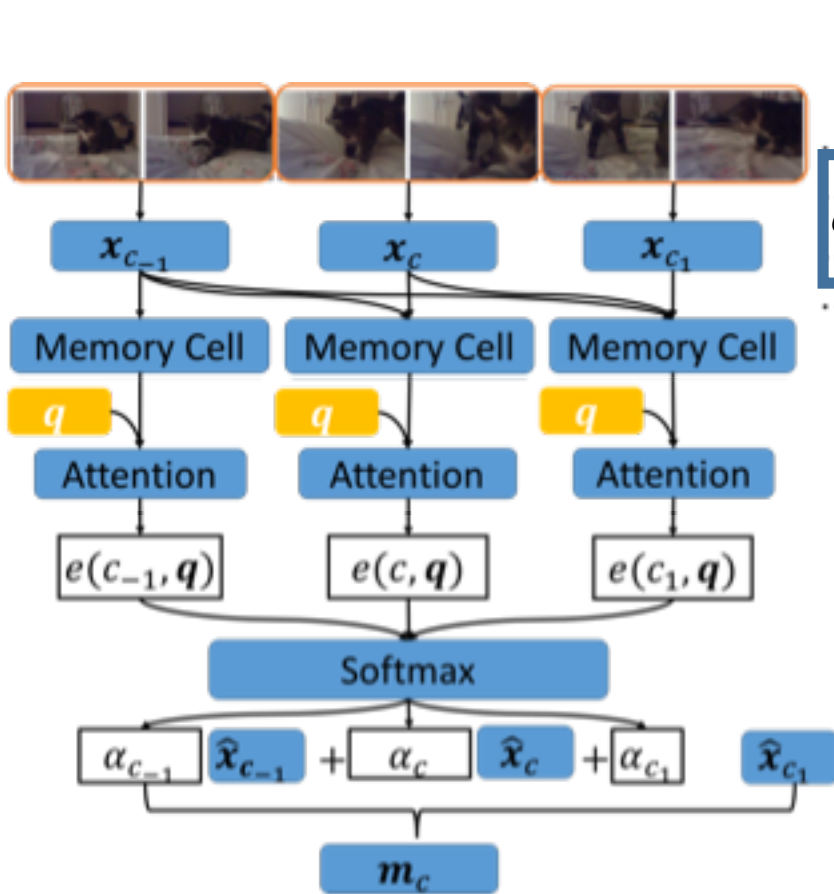 x_{c_{-1}} x_c x_{c_1}
Memory Cell Memory Cell Memory Cell
q q q
Attention Attention Attention
e(c_{-1}, q) e(c, q) e(c_1, q)
Softmax
α_{c_{-1}} x̂_{c_{-1}} + α_c x̂_c + α_{c_1} x̂_{c_1}
m_c